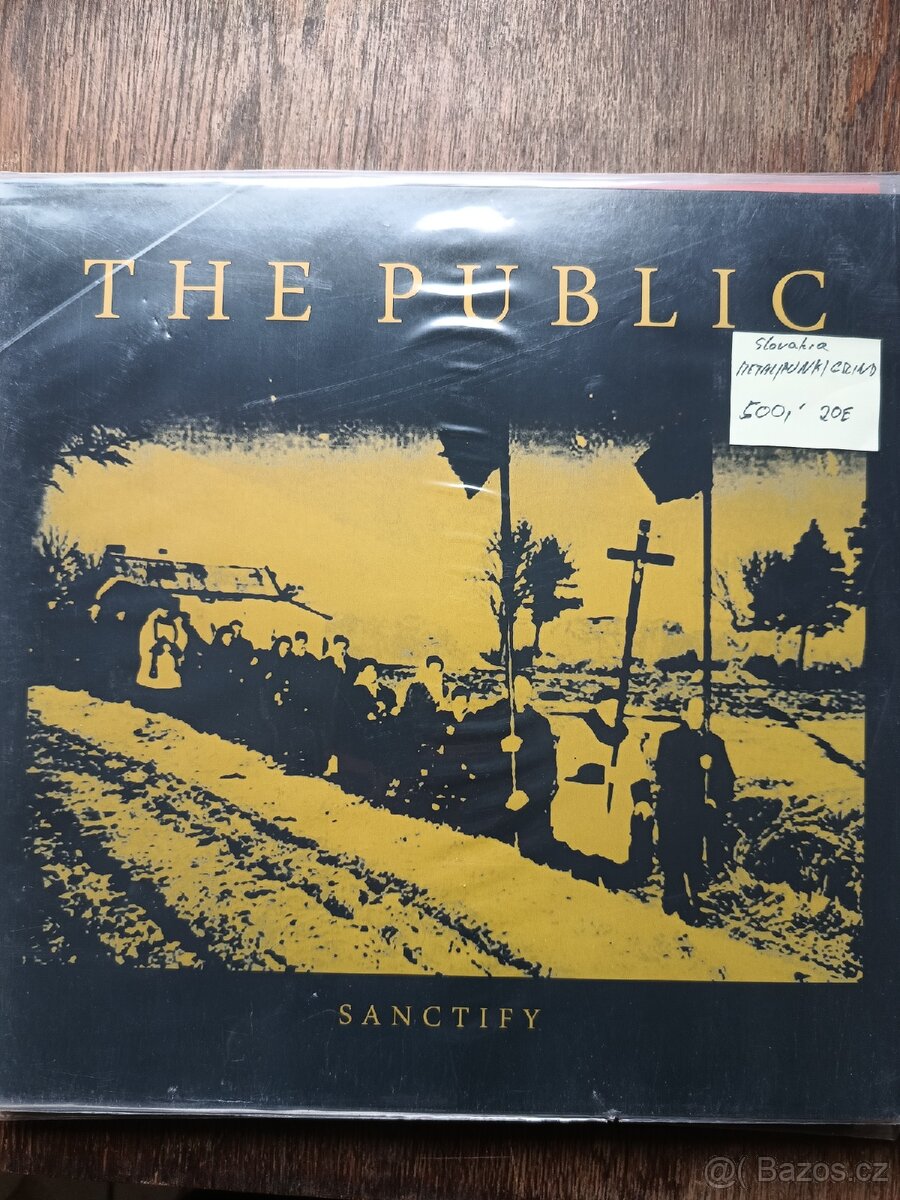 THE PUBLIC
Slovakia
METAL/PUNK/GRIND
500,- 20E
SANCTIFY
@( Bazos.cz